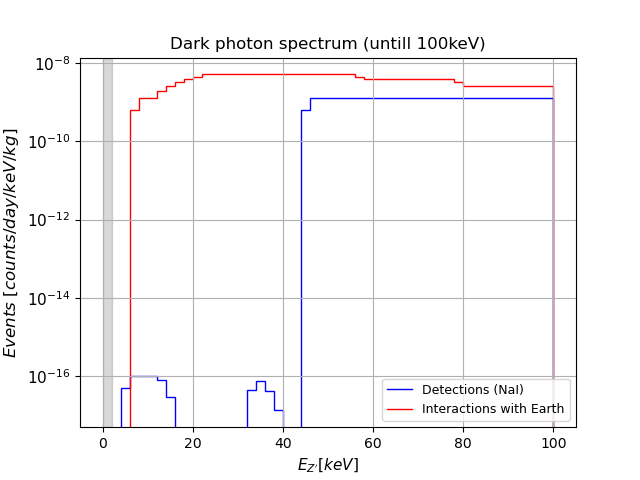 Dark photon spectrum (untill 100keV)
Events [counts/day/keV/kg]
10⁻⁸
10⁻¹⁰
10⁻¹²
10⁻¹⁴
10⁻¹⁶
Detections (NaI)
Interactions with Earth
0 20 40 60 80 100
E_Z'[keV]